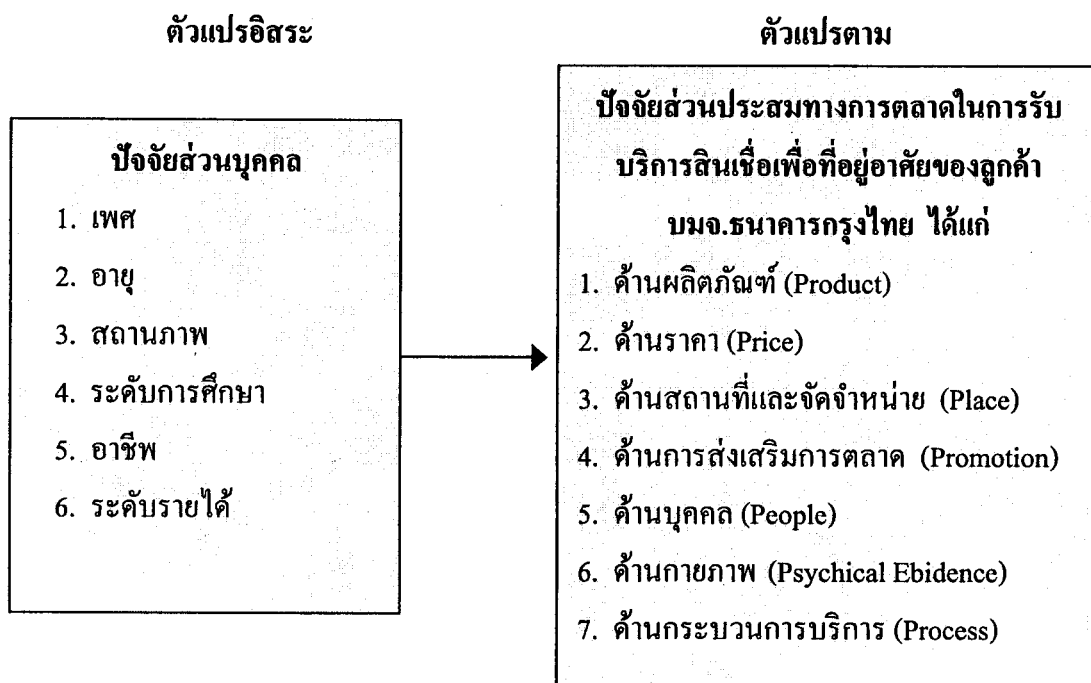 ตัวแปรอิสระ
ตัวแปรตาม
ปัจจัยส่วนบุคคล
1. เพศ
2. อายุ
3. สถานภาพ
4. ระดับการศึกษา
5. อาชีพ
6. ระดับรายได้
ปัจจัยส่วนประสมทางการตลาดในการรับ
บริการสินเชื่อเพื่อที่อยู่อาศัยของลูกค้า
บมจ.ธนาคารกรุงไทย ได้แก่
1. ด้านผลิตภัณฑ์ (Product)
2. ด้านราคา (Price)
3. ด้านสถานที่และจัดจำหน่าย (Place)
4. ด้านการส่งเสริมการตลาด (Promotion)
5. ด้านบุคคล (People)
6. ด้านกายภาพ (Psychical Ebidence)
7. ด้านกระบวนการบริการ (Process)